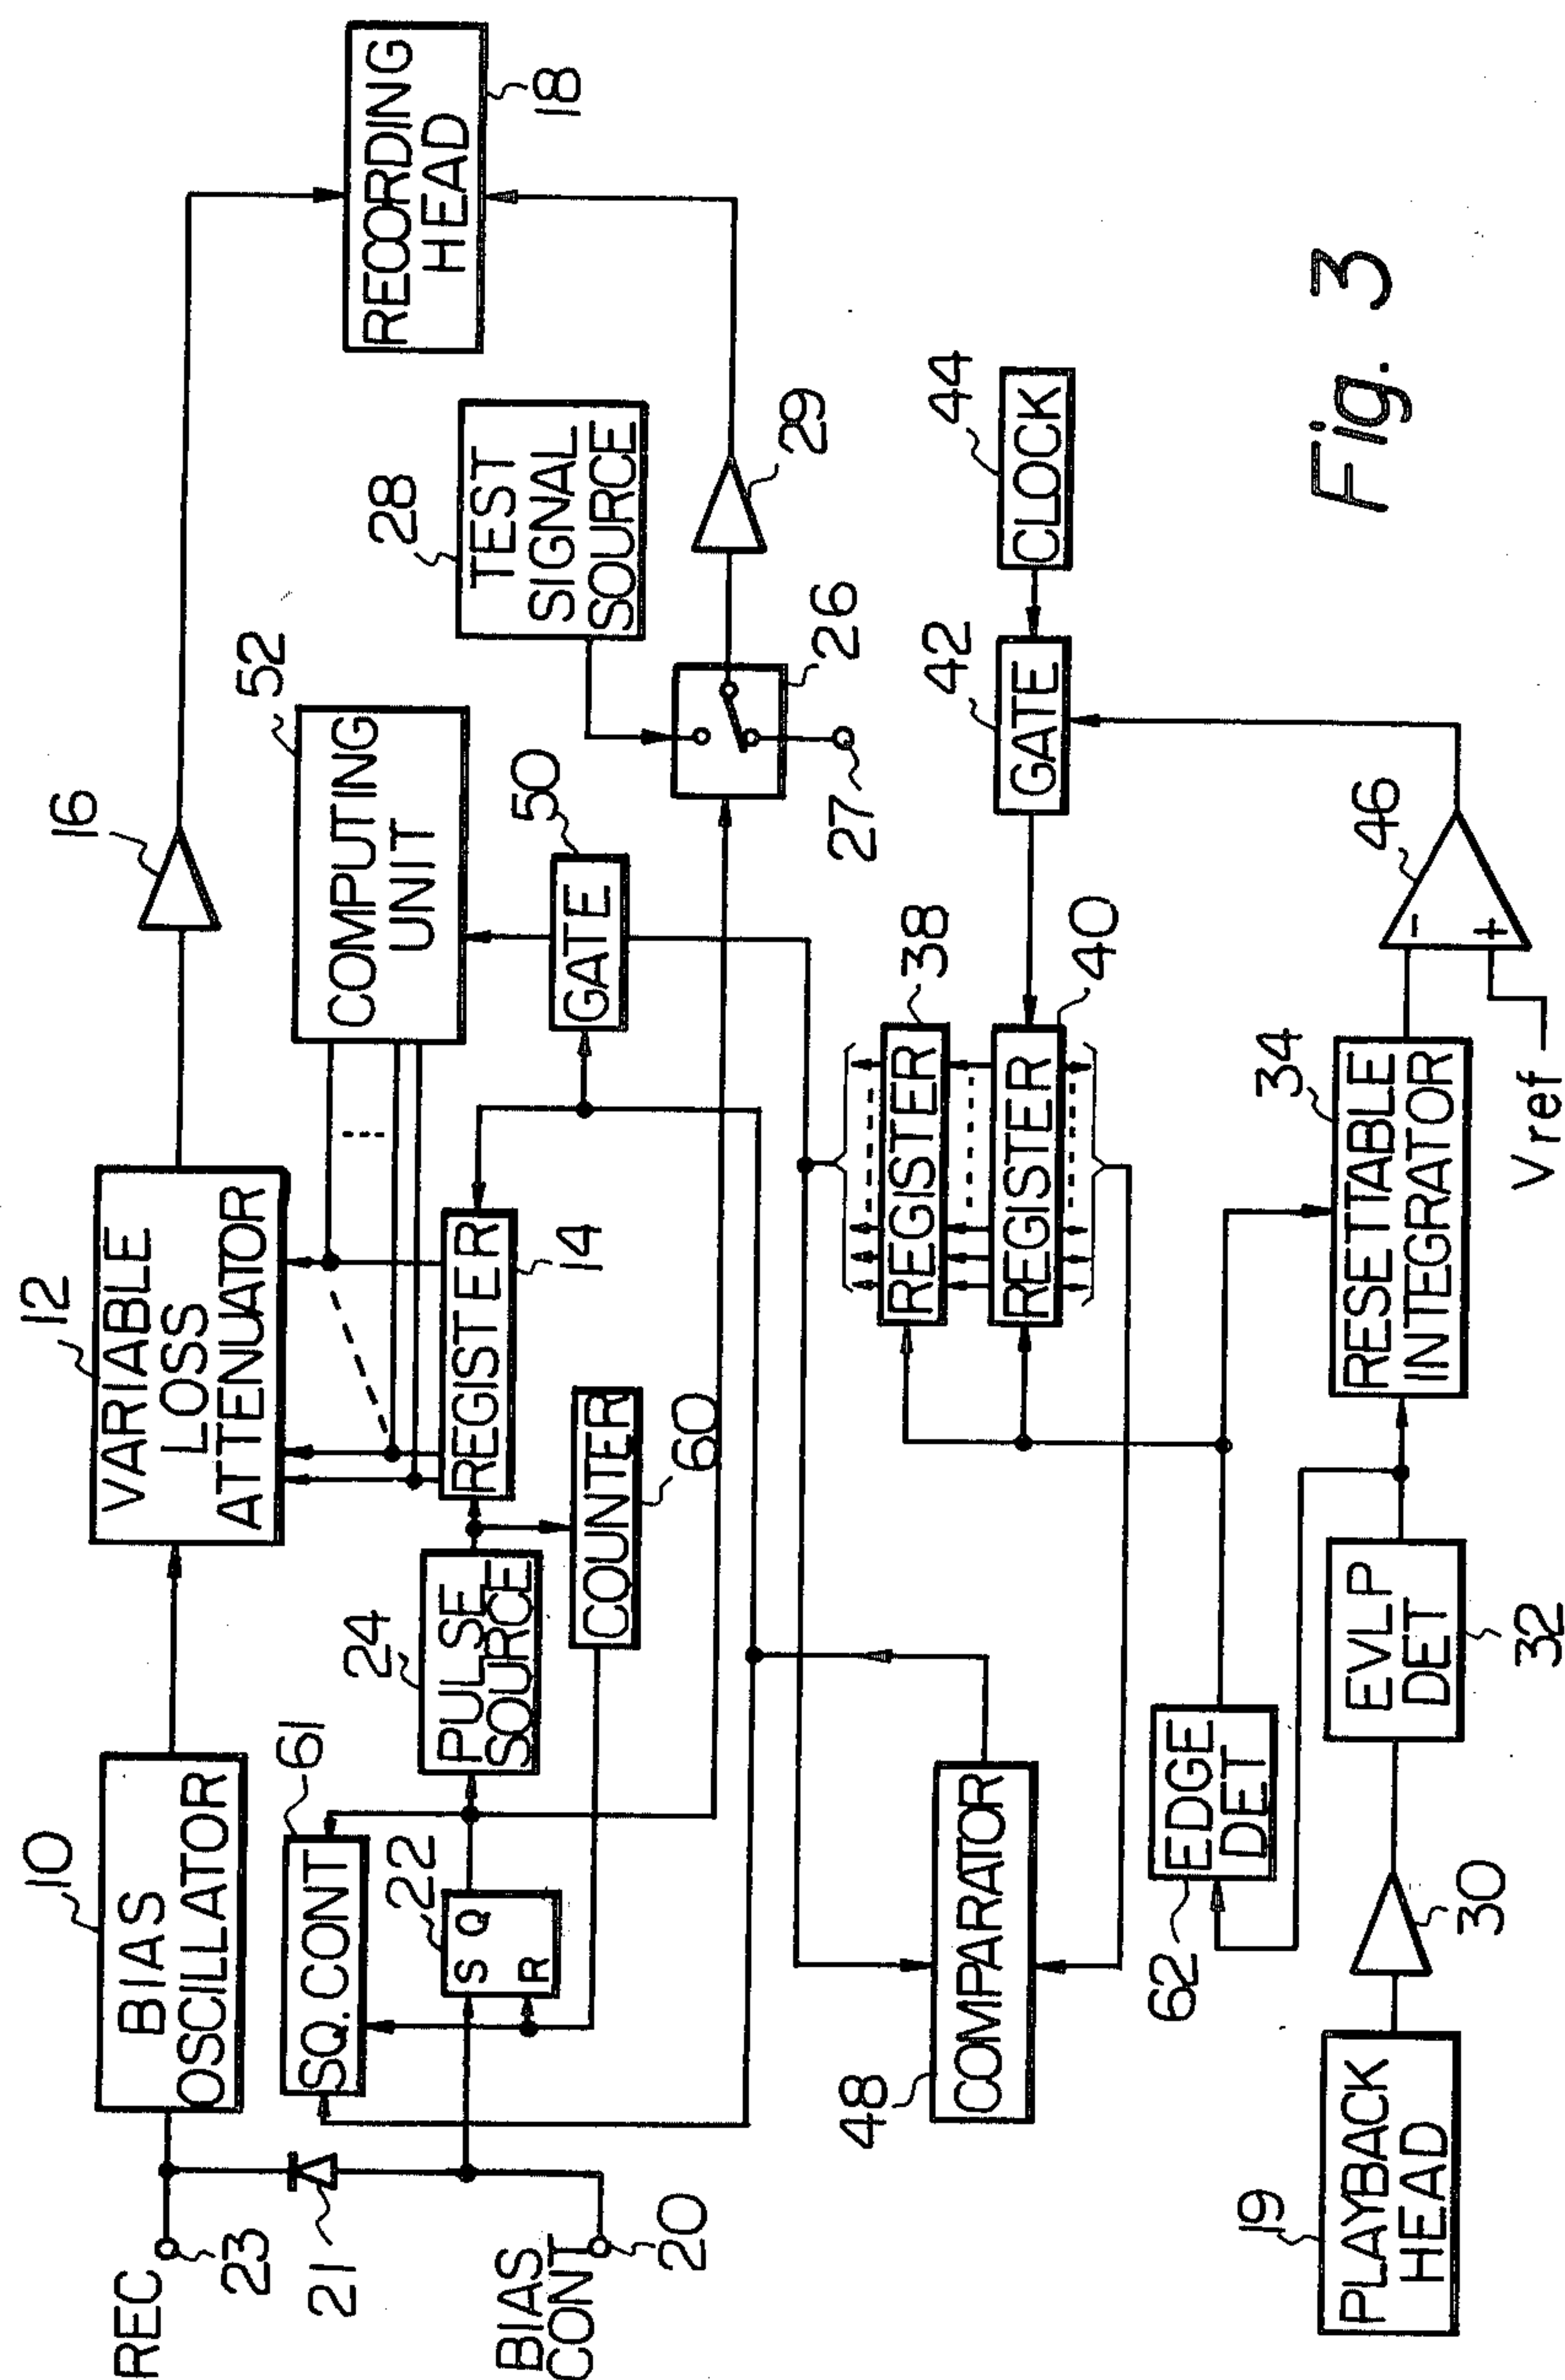 REC
23
21
BIAS
CONT
20
10
BIAS
OSCILLATOR
61
SQ. CONT
22
S Q
R
24
PULSE
SOURCE
COUNTER
60
12
VARIABLE
LOSS
ATTENUATOR
REGISTER
14
16
52
COMPUTING
UNIT
50
GATE
28
TEST
SIGNAL
SOURCE
26
27
29
RECORDING
HEAD
18
48
COMPARATOR
38
REGISTER
REGISTER
40
42
GATE
44
CLOCK
62
EDGE
DET
19
PLAYBACK
HEAD
30
EVLP
DET
32
34
RESETTABLE
INTEGRATOR
46
-
+
Vref
Fig. 3